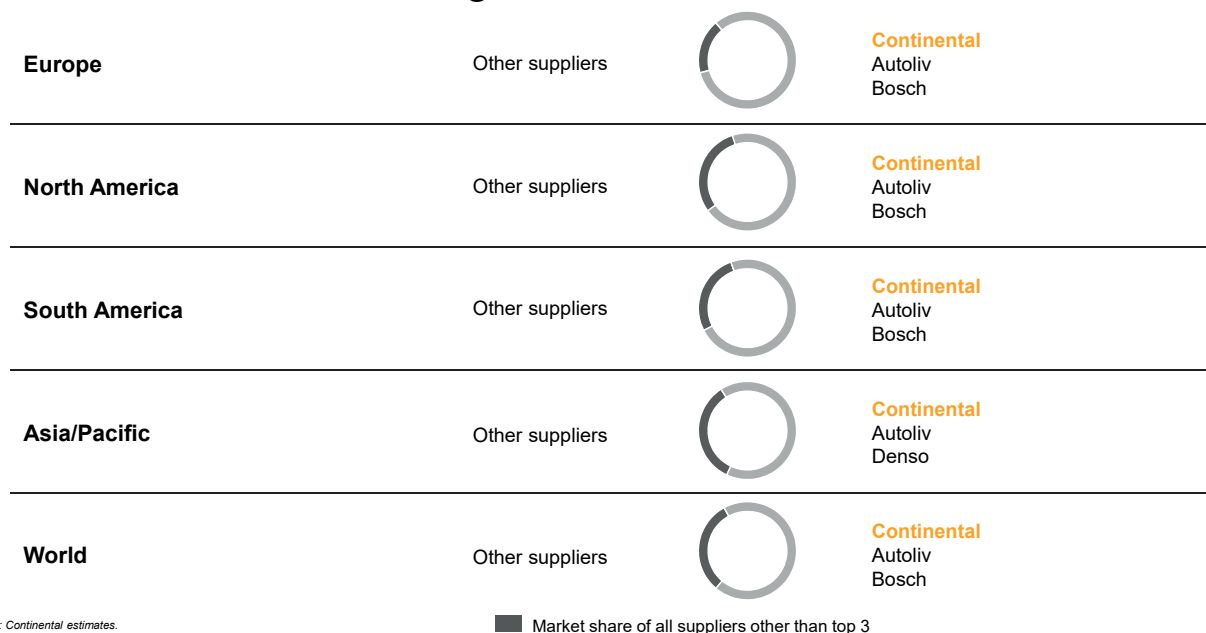 Europe
Other suppliers
Continental
Autoliv
Bosch
North America
Other suppliers
Continental
Autoliv
Bosch
South America
Other suppliers
Continental
Autoliv
Bosch
Asia/Pacific
Other suppliers
Continental
Autoliv
Denso
World
Other suppliers
Continental
Autoliv
Bosch
: Continental estimates.
Market share of all suppliers other than top 3